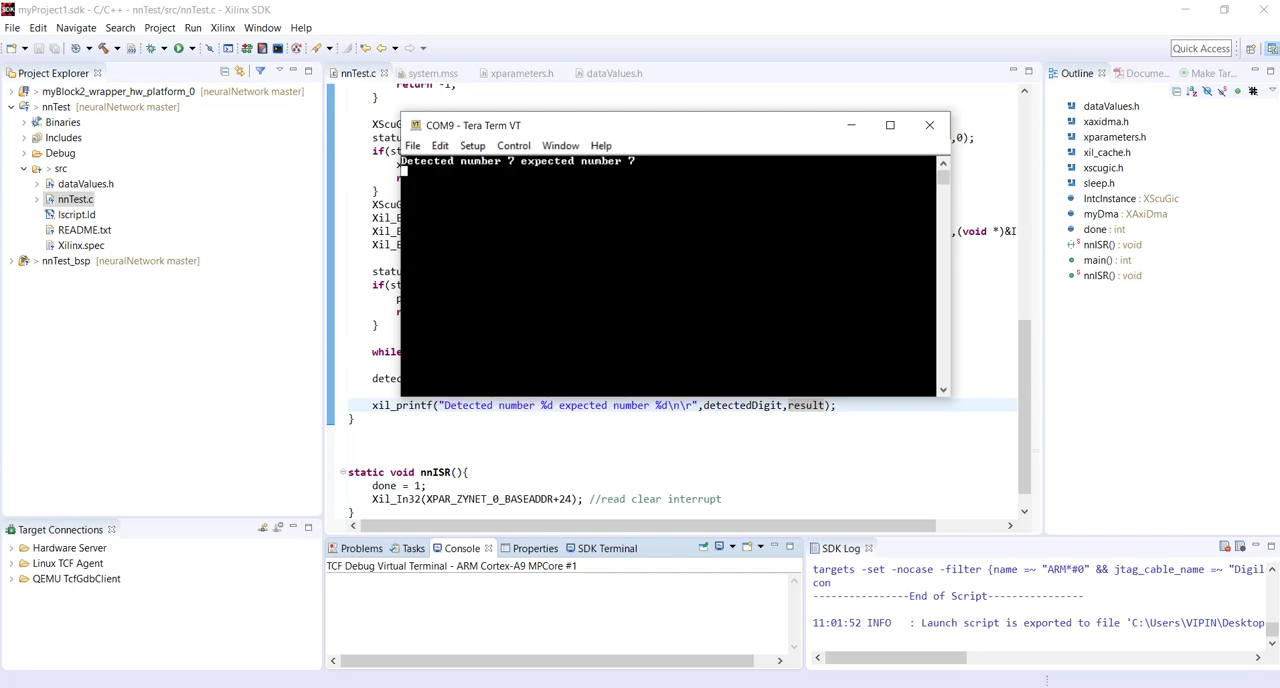 SDK myProject1.sdk - C/C++ - nnTest/src/nnTest.c - Xilinx SDK
File Edit Navigate Search Project Run Xilinx Window Help
Quick Access
Project Explorer
> myBlock2_wrapper_hw_platform_0 [neuralNetwork master]
> nnTest [neuralNetwork master]
Binaries
Includes
Debug
> src
dataValues.h
nnTest.c
lscript.ld
README.txt
Xilinx.spec
> nnTest_bsp [neuralNetwork master]
Target Connections
Hardware Server
Linux TCF Agent
QEMU TcfGdbClient
nnTest.c system.mss xparameters.h dataValues.h
return -1;
}
XScuG
statu ,0);
if(st
r
}
XScuG
Xil_E
Xil_E ,(void *)&I
Xil_E
statu
if(st
p
r
}
while
detec
xil_printf("Detected number %d expected number %d\n\r",detectedDigit,result);
}
static void nnISR(){
done = 1;
Xil_In32(XPAR_ZYNET_0_BASEADDR+24); //read clear interrupt
}
VT COM9 - Tera Term VT
File Edit Setup Control Window Help
Detected number 7 expected number 7
Outline Docume... Make Tar...
dataValues.h
xaxidma.h
xparameters.h
xil_cache.h
xscugic.h
sleep.h
IntcInstance : XScuGic
myDma : XAxiDma
done : int
nnISR() : void
main() : int
nnISR() : void
Problems Tasks Console Properties SDK Terminal
TCF Debug Virtual Terminal - ARM Cortex-A9 MPCore #1
SDK Log
targets -set -nocase -filter {name =~ "ARM*#0" && jtag_cable_name =~ "Digil
con
----------------End of Script----------------
11:01:52 INFO : Launch script is exported to file 'C:\Users\VIPIN\Desktop